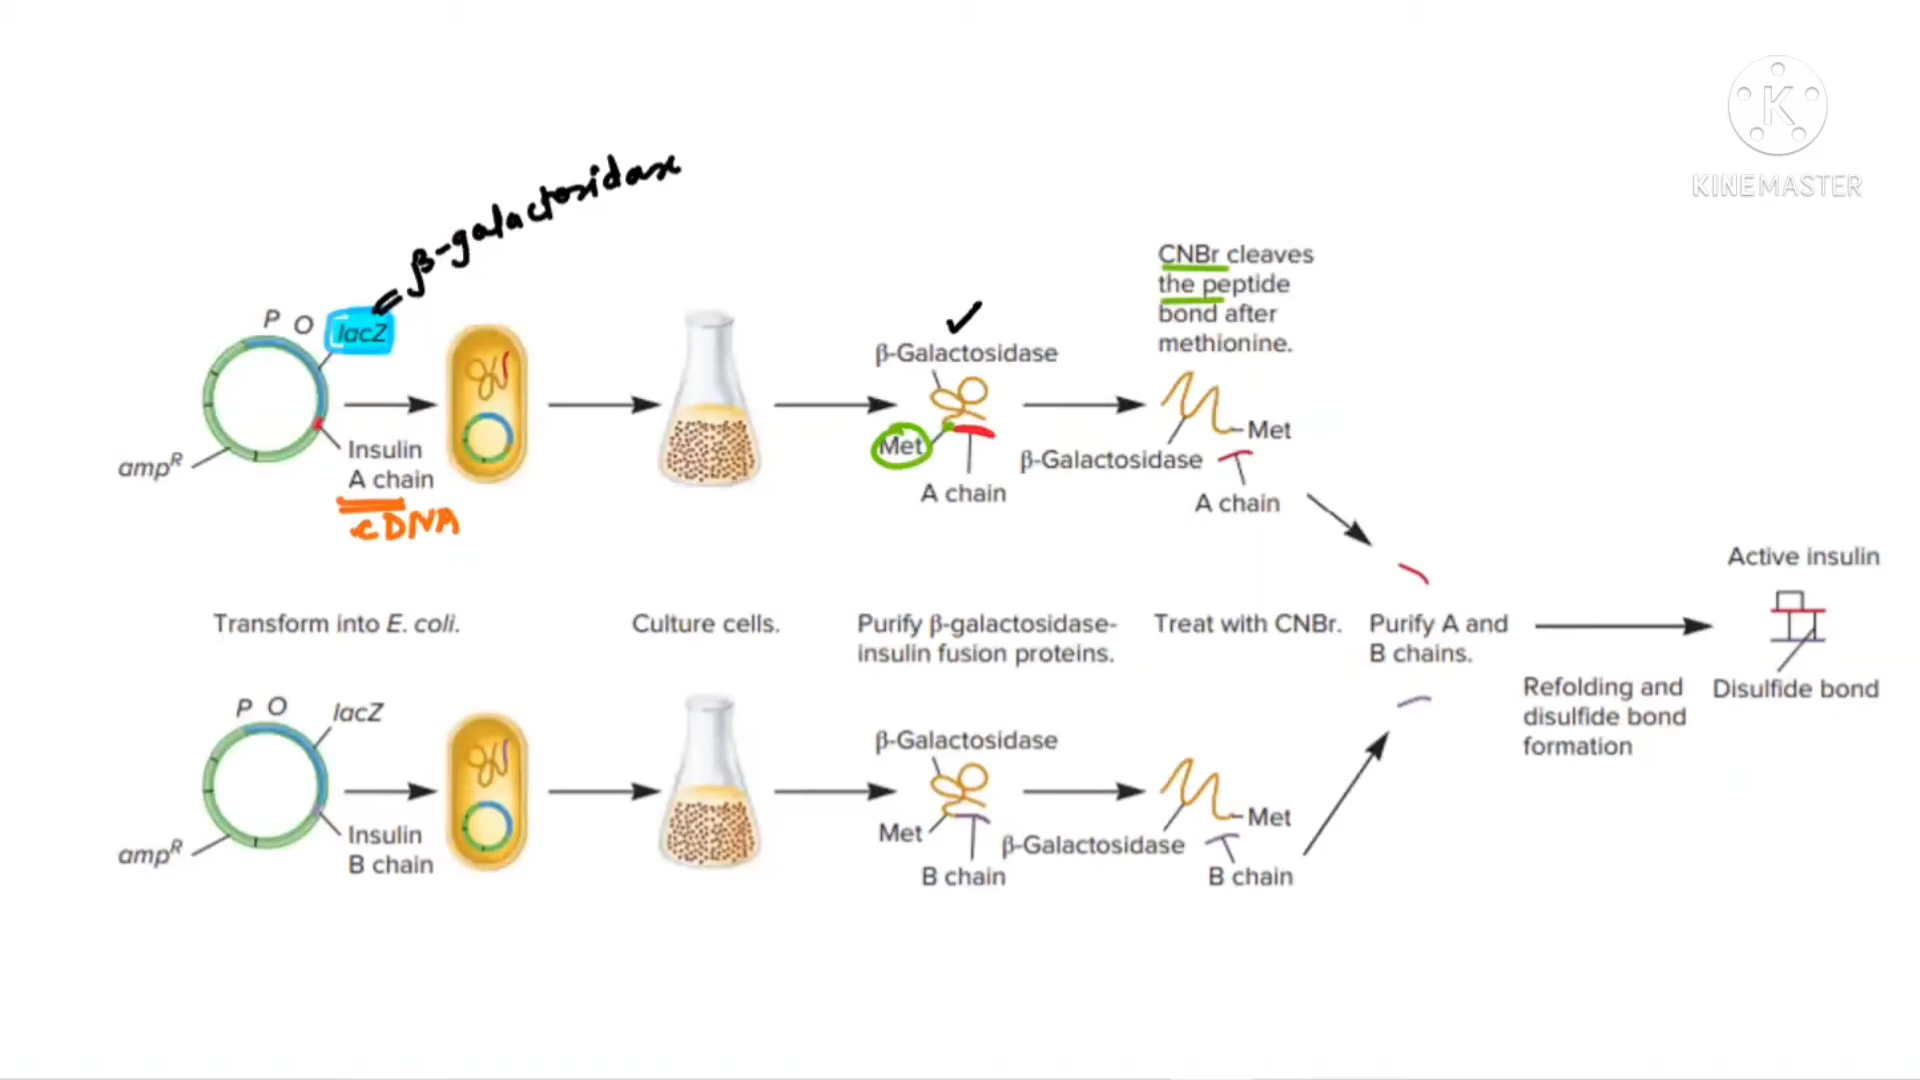 KINEMASTER
β-galactosidase
CNBr cleaves
the peptide
bond after
methionine.
P O lacZ
β-Galactosidase
Met
Met
Insulin
A chain
cDNA
ampR
A chain
β-Galactosidase
A chain
Active insulin
Transform into E. coli.
Culture cells.
Purify β-galactosidase-
insulin fusion proteins.
Treat with CNBr.
Purify A and
B chains.
Refolding and
disulfide bond
formation
Disulfide bond
P O lacZ
β-Galactosidase
Met
Met
Insulin
B chain
ampR
B chain
β-Galactosidase
B chain